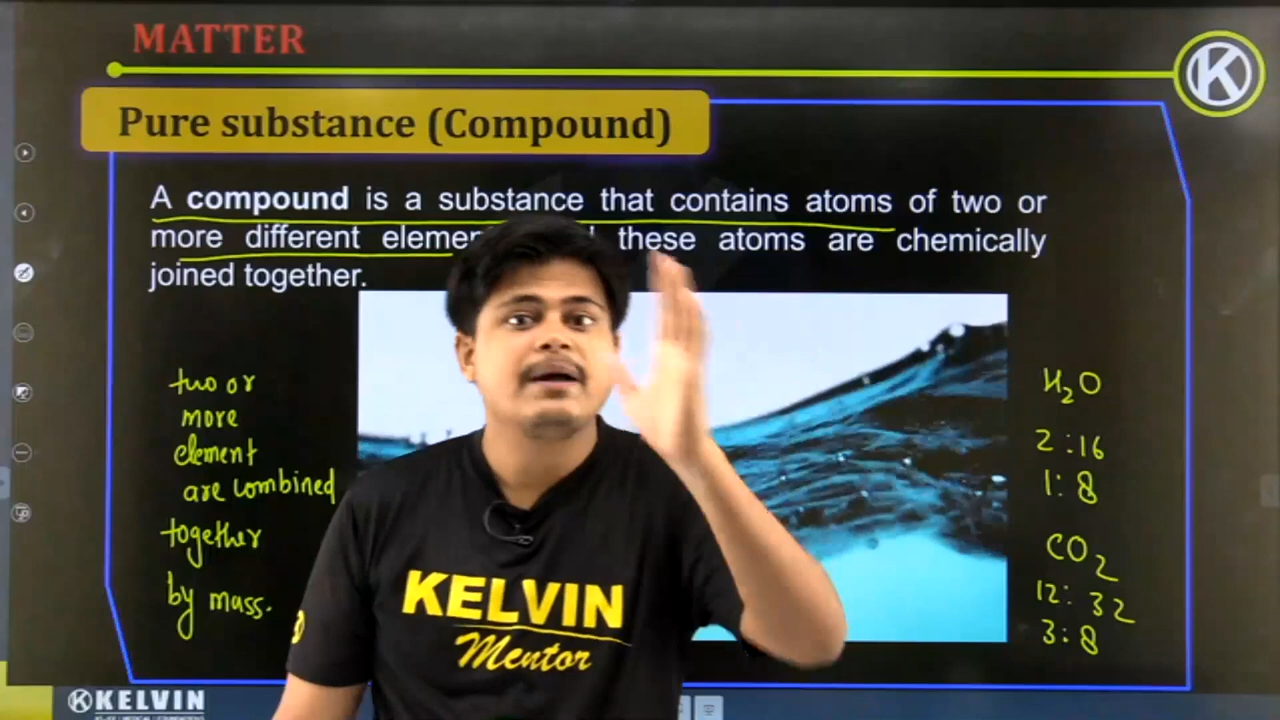 MATTER
K
Pure substance (Compound)
A compound is a substance that contains atoms of two or
more different these atoms are chemically
joined together.
two or
more
element
are combined
together
by mass.
H₂O
2:16
1:8
CO₂
12: 32
3:8
KELVIN
Mentor
K KELVIN